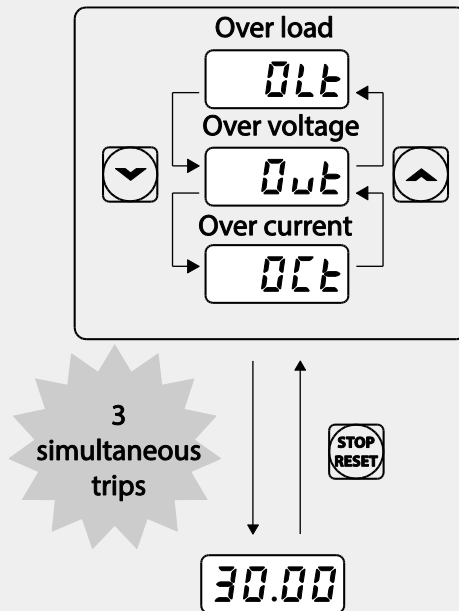 Over load
OLt
Over voltage
Out
Over current
OCt
3
simultaneous
trips
STOP
RESET
30.00